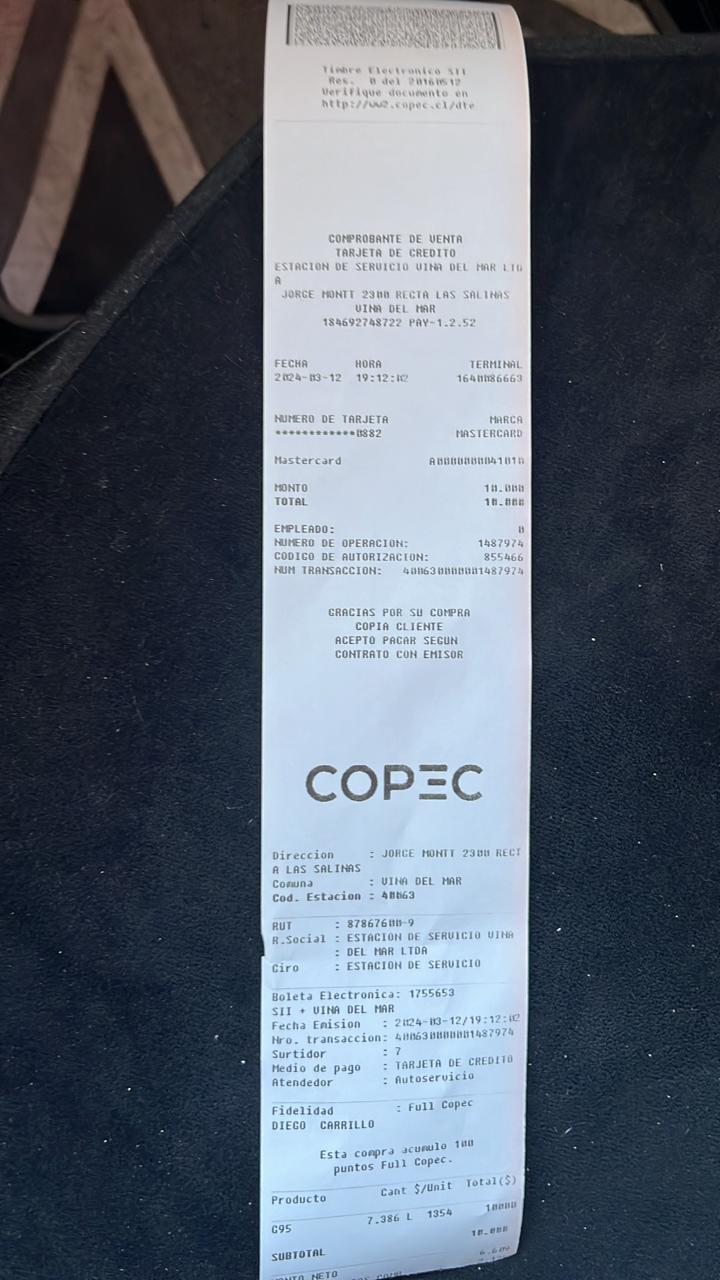 Timbre Electronico SII
Res. 0 del 20160512
Verifique documento en
http://ww2.copec.cl/dte
COMPROBANTE DE VENTA
TARJETA DE CREDITO
ESTACION DE SERVICIO VINA DEL MAR LTD
A
JORGE MONTT 2300 RECTA LAS SALINAS
VINA DEL MAR
184692748722 PAY-1.2.52
FECHA HORA TERMINAL
2024-03-12 19:12:02 1640086663
NUMERO DE TARJETA MARCA
************0882 MASTERCARD
Mastercard A0000000041010
MONTO 10.000
TOTAL 10.000
EMPLEADO: 0
NUMERO DE OPERACION: 1487974
CODIGO DE AUTORIZACION: 855466
NUM TRANSACCION: 400630000001487974
GRACIAS POR SU COMPRA
COPIA CLIENTE
ACEPTO PAGAR SEGUN
CONTRATO CON EMISOR
COPEC
Direccion : JORGE MONTT 2300 RECT
A LAS SALINAS
Comuna : VINA DEL MAR
Cod. Estacion : 40063
RUT : 87867600-9
R.Social : ESTACION DE SERVICIO VINA
: DEL MAR LTDA
Giro : ESTACION DE SERVICIO
Boleta Electronica: 1755653
SII + VINA DEL MAR
Fecha Emision : 2024-03-12/19:12:02
Nro. transaccion: 400630000001487974
Surtidor : 7
Medio de pago : TARJETA DE CREDITO
Atendedor : Autoservicio
Fidelidad : Full Copec
DIEGO CARRILLO
Esta compra acumulo 100
puntos Full Copec.
Producto Cant $/Unit Total($)
G95 7.386 L 1354 10000
SUBTOTAL 10.000
NETO